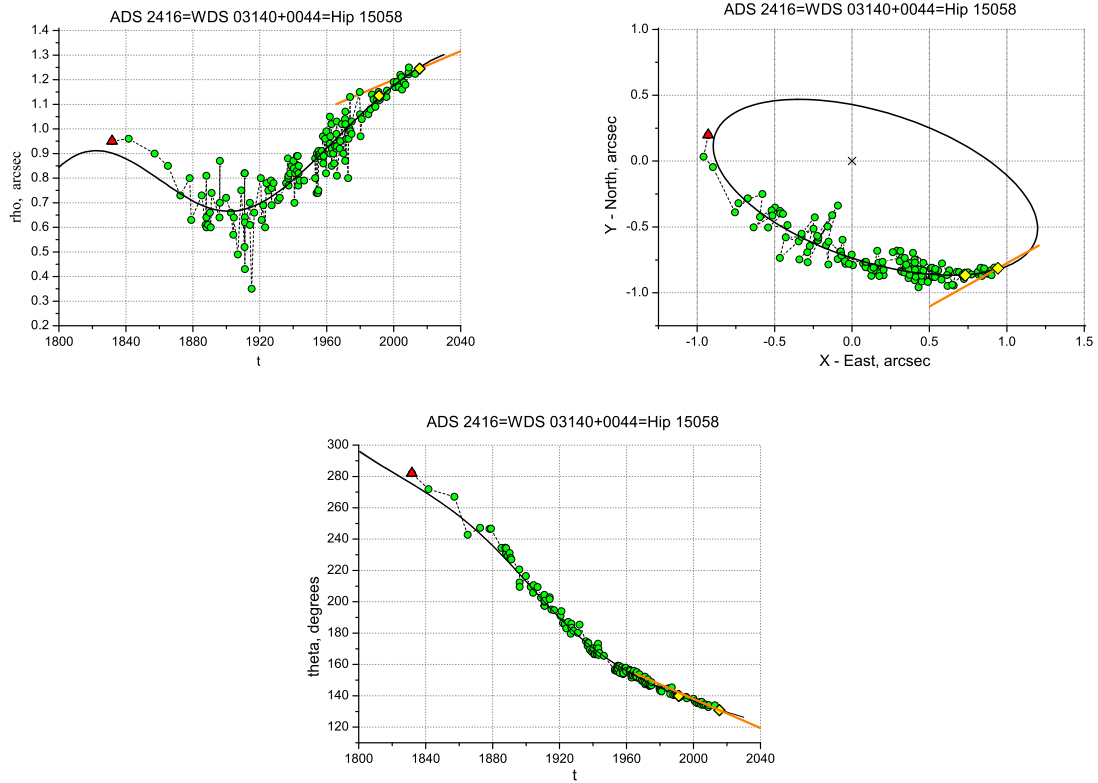 ADS 2416=WDS 03140+0044=Hip 15058
1.4
1.3
1.2
1.1
1.0
0.9
0.8
0.7
0.6
0.5
0.4
0.3
0.2
rho, arcsec
1800 1840 1880 1920 1960 2000 2040
t
ADS 2416=WDS 03140+0044=Hip 15058
1.0
0.5
0.0
-0.5
-1.0
Y - North, arcsec
-1.0 -0.5 0.0 0.5 1.0 1.5
X - East, arcsec
ADS 2416=WDS 03140+0044=Hip 15058
300
280
260
240
220
200
180
160
140
120
theta, degrees
1800 1840 1880 1920 1960 2000 2040
t